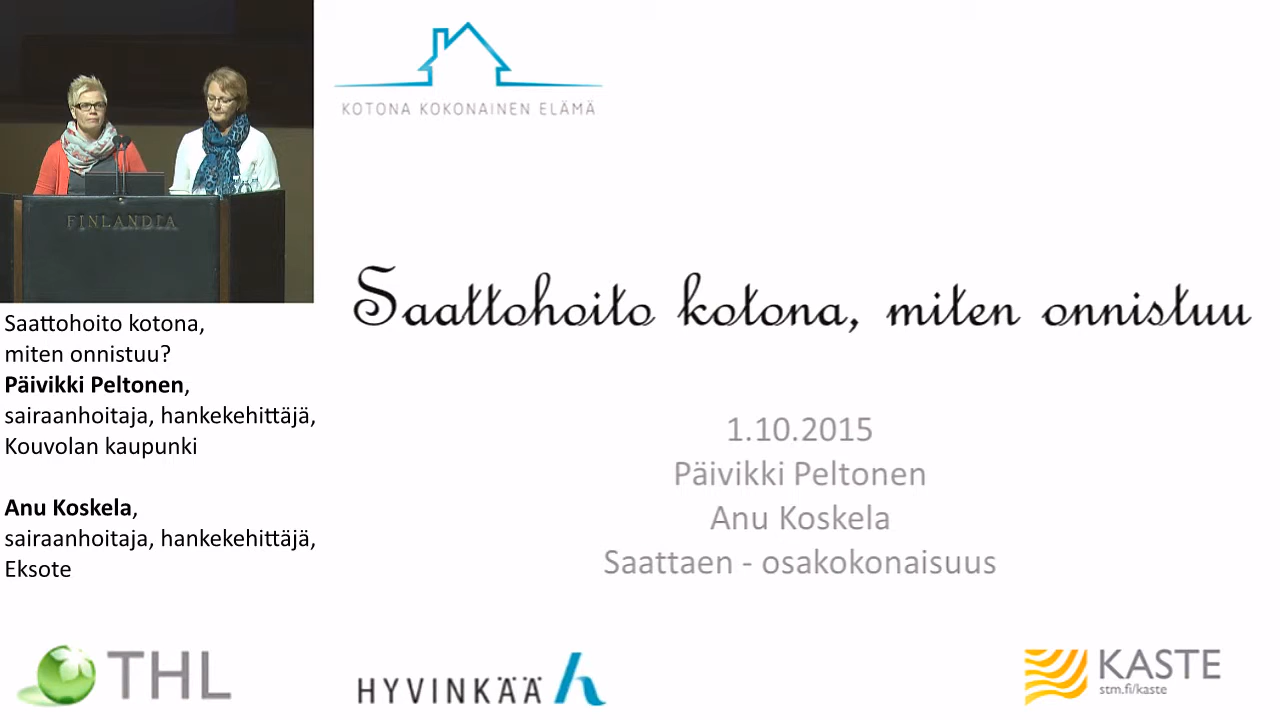 FINLANDIA
Saattohoito kotona,
miten onnistuu?
Päivikki Peltonen,
sairaanhoitaja, hankekehittäjä,
Kouvolan kaupunki
Anu Koskela,
sairaanhoitaja, hankekehittäjä,
Eksote
KOTONA KOKONAINEN ELÄMÄ
Saattohoito kotona, miten onnistuu
1.10.2015
Päivikki Peltonen
Anu Koskela
Saattaen - osakokonaisuus
THL
HYVINKÄÄ h
KASTE
stm.fi/kaste